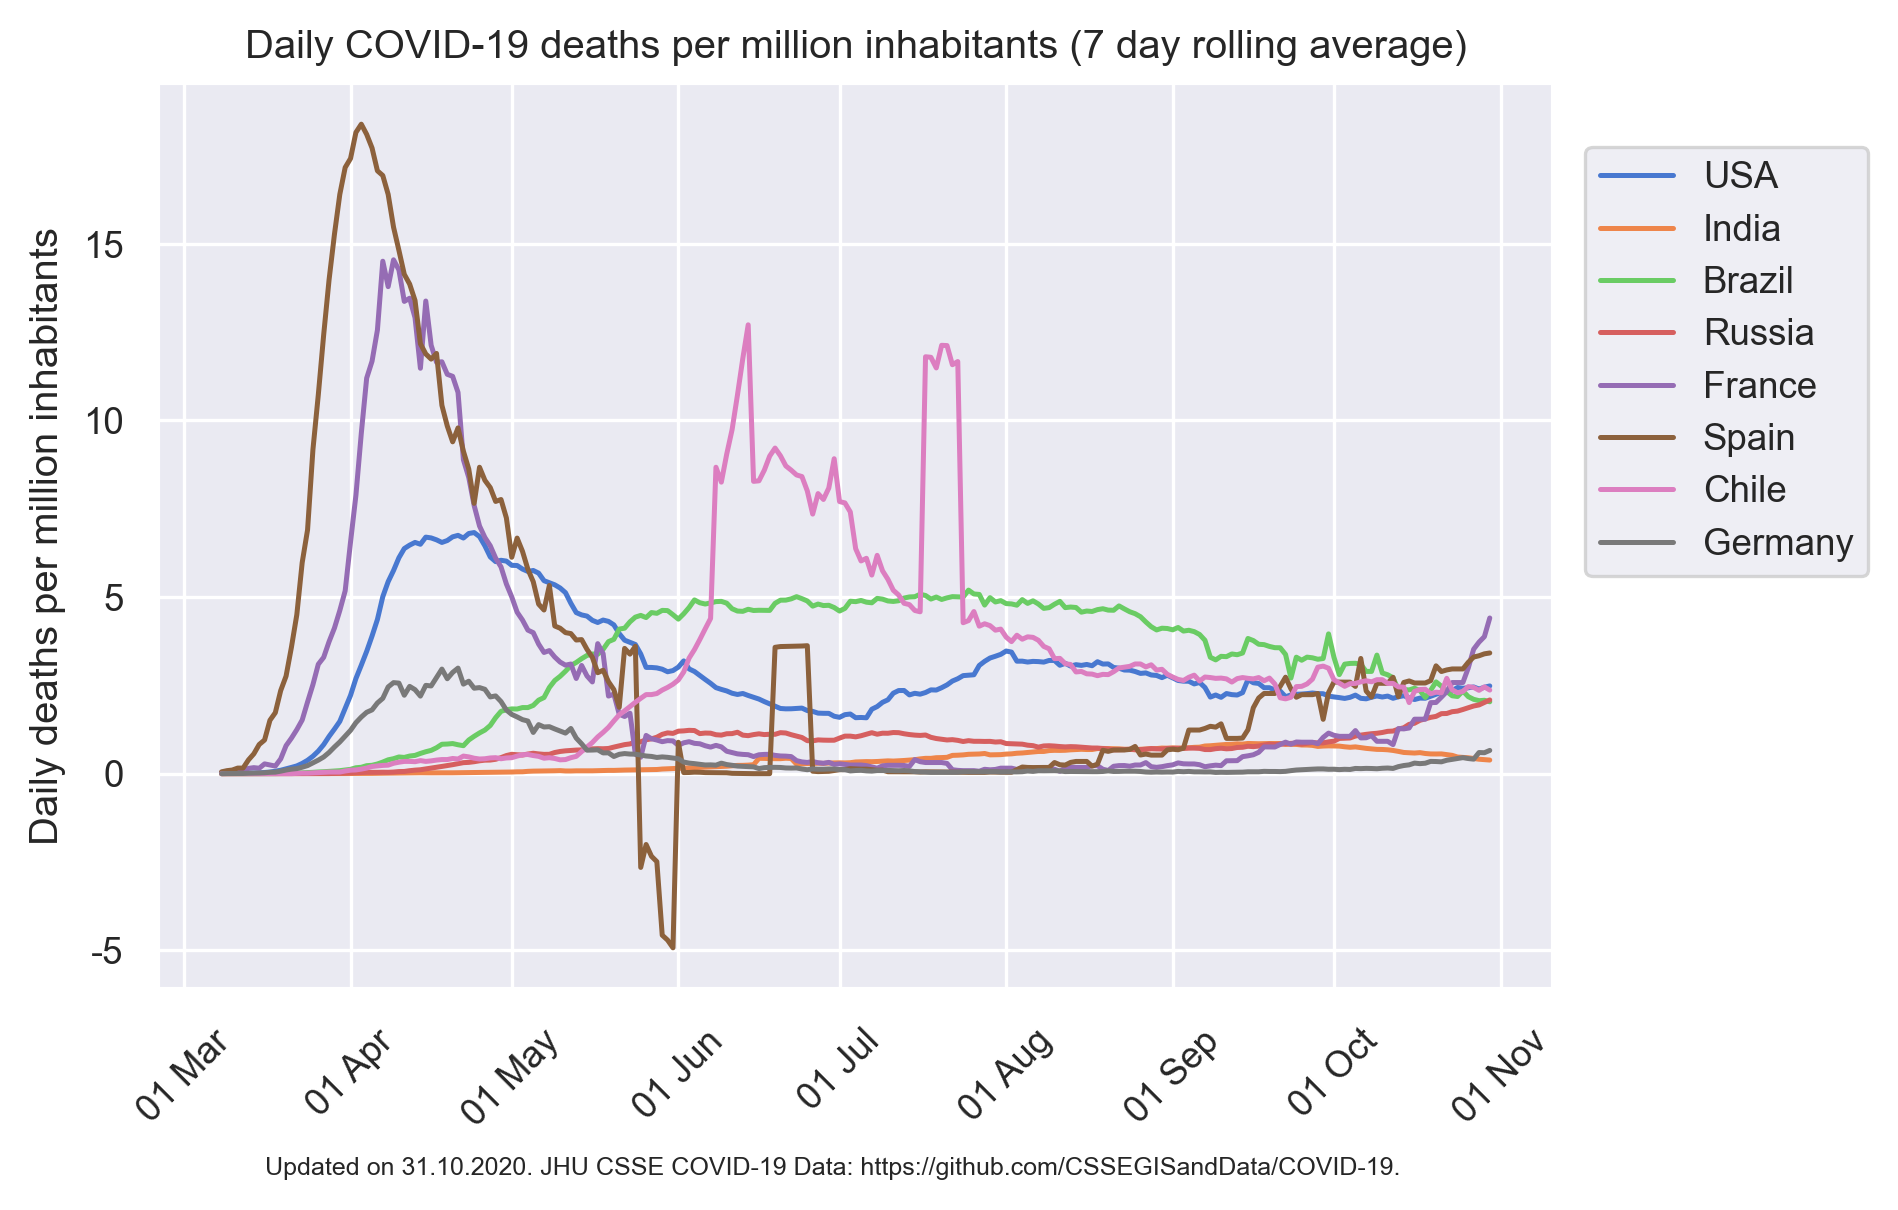 Daily COVID-19 deaths per million inhabitants (7 day rolling average)
Daily deaths per million inhabitants
15
10
5
0
-5
01 Mar
01 Apr
01 May
01 Jun
01 Jul
01 Aug
01 Sep
01 Oct
01 Nov
USA
India
Brazil
Russia
France
Spain
Chile
Germany
Updated on 31.10.2020. JHU CSSE COVID-19 Data: https://github.com/CSSEGISandData/COVID-19.